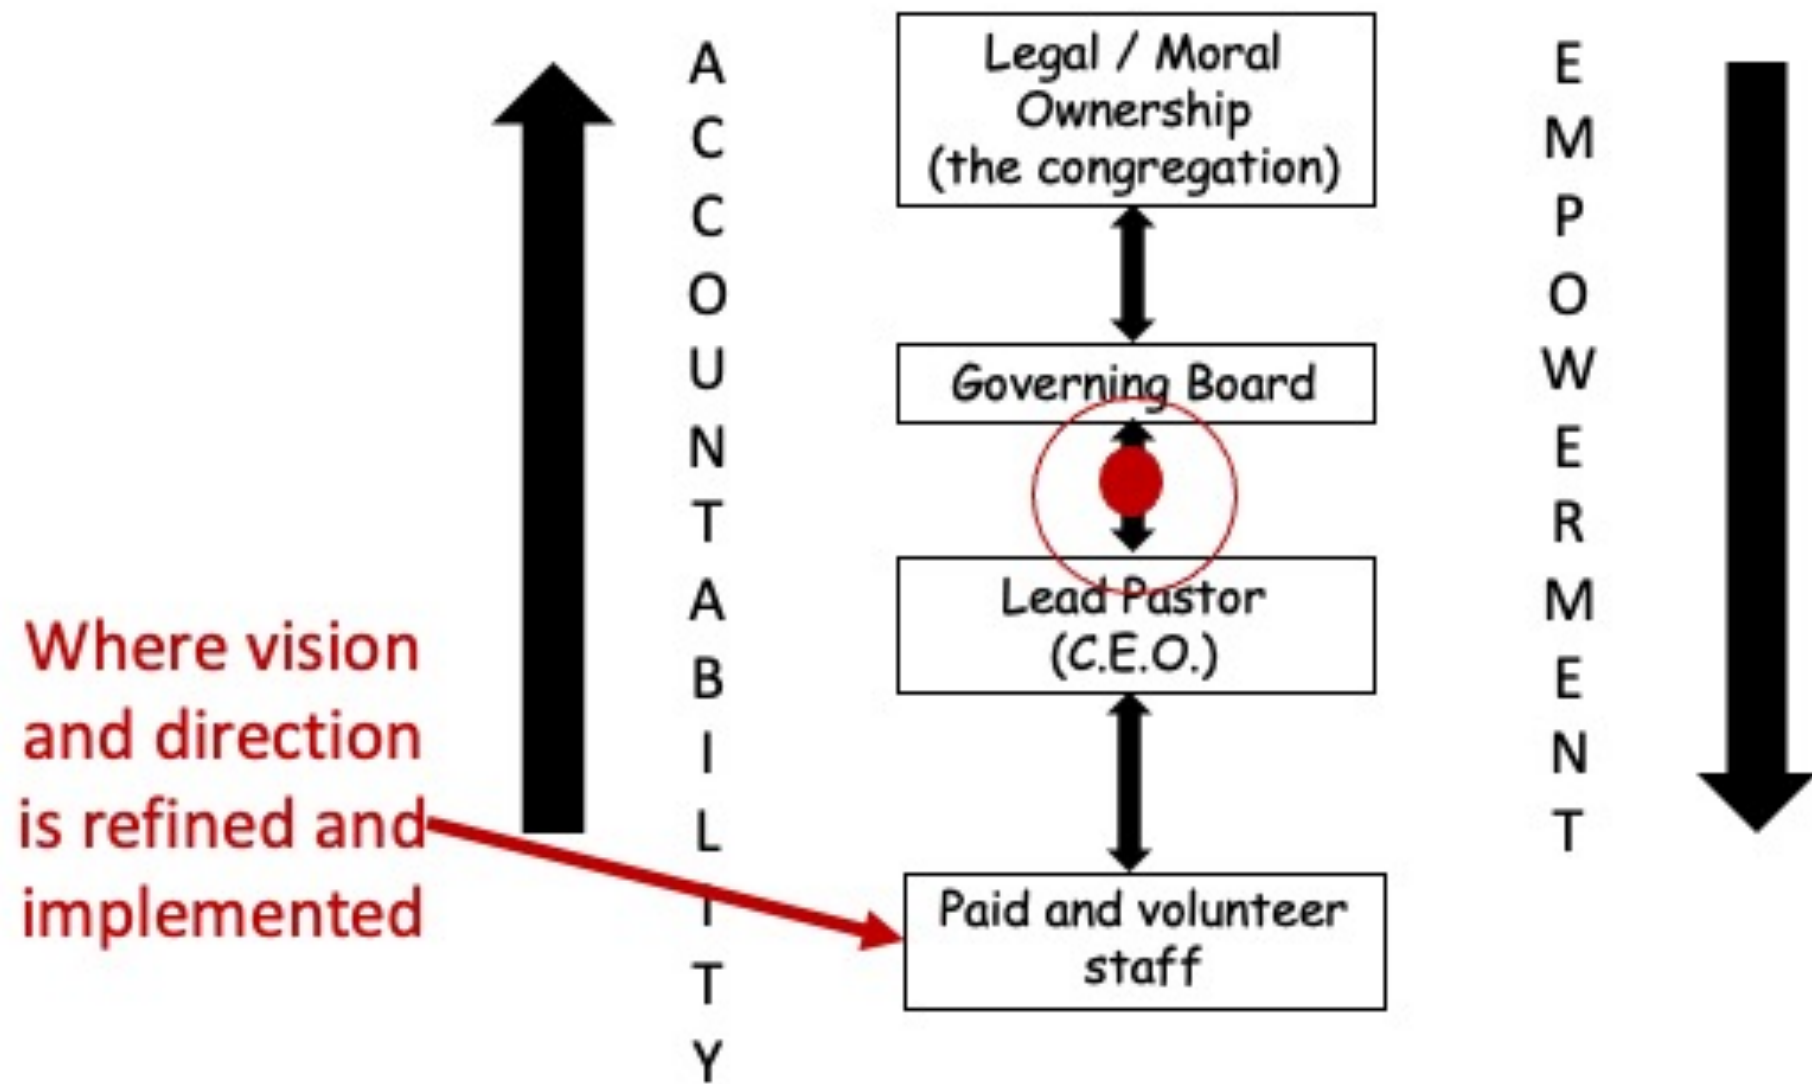 ACCOUNTABILITY
Legal / Moral
Ownership
(the congregation)
Governing Board
Lead Pastor
(C.E.O.)
Paid and volunteer
staff
EMPOWERMENT
Where vision
and direction
is refined and
implemented